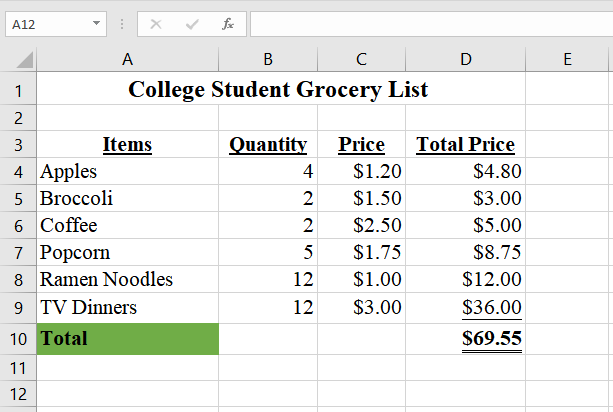 A12 fx
A B C D E
1 College Student Grocery List
2
3 Items Quantity Price Total Price
4 Apples 4 $1.20 $4.80
5 Broccoli 2 $1.50 $3.00
6 Coffee 2 $2.50 $5.00
7 Popcorn 5 $1.75 $8.75
8 Ramen Noodles 12 $1.00 $12.00
9 TV Dinners 12 $3.00 $36.00
10 Total $69.55
11
12